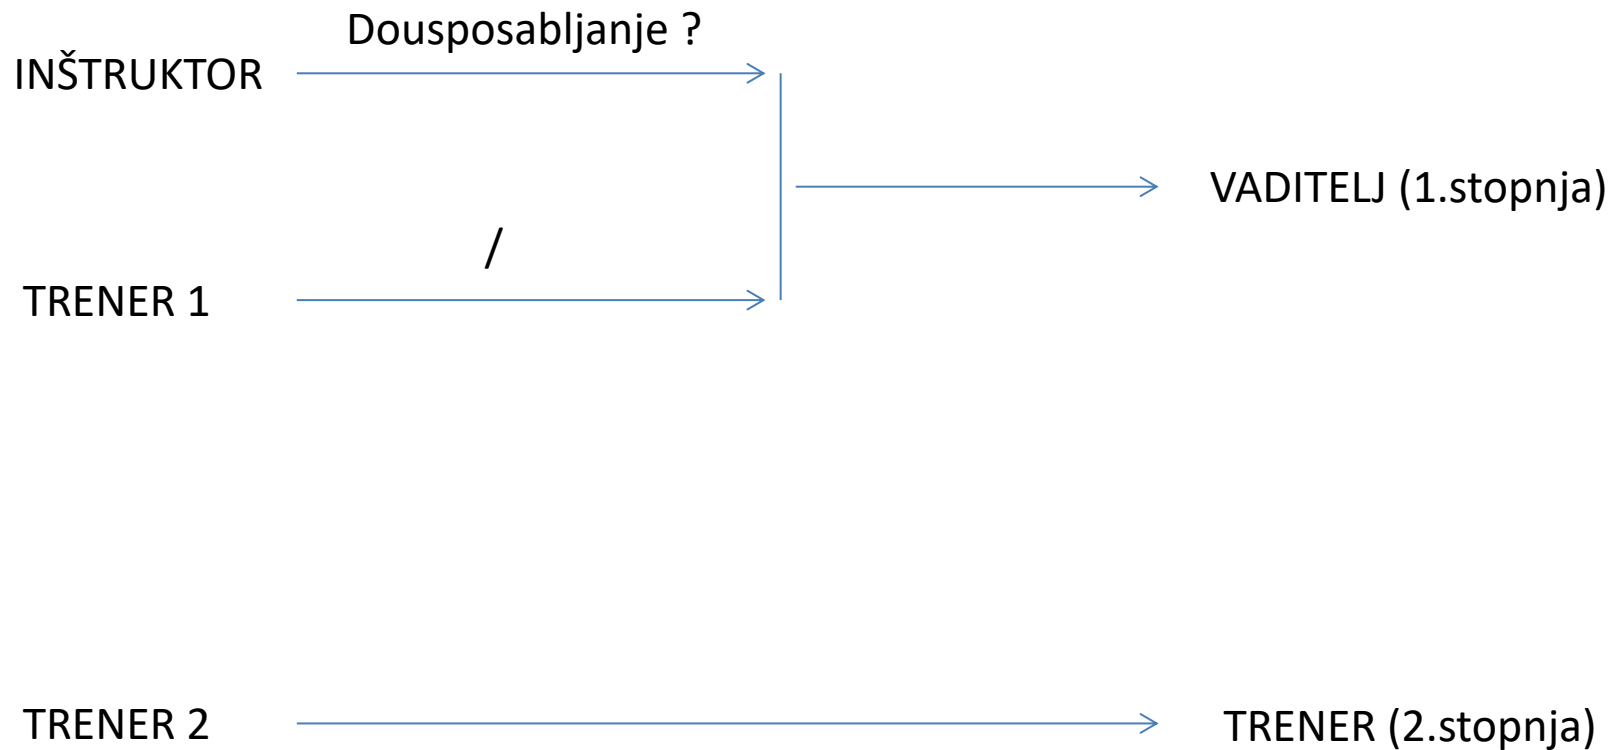 Dousposabljanje ?
INŠTRUKTOR
VADITELJ (1.stopnja)
/
TRENER 1
TRENER 2
TRENER (2.stopnja)